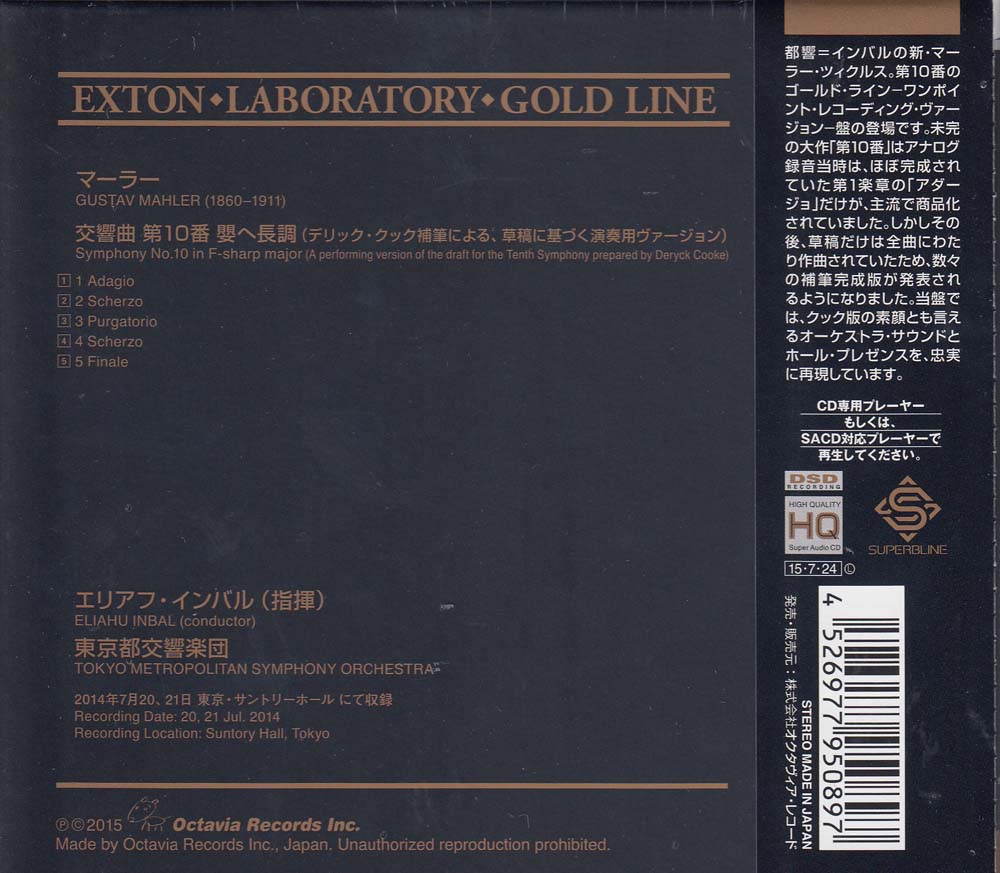 EXTON◆LABORATORY◆GOLD LINE
マーラー
GUSTAV MAHLER (1860–1911)
交響曲 第10番 嬰ヘ長調（デリック・クック補筆による、草稿に基づく演奏用ヴァージョン）
Symphony No.10 in F-sharp major (A performing version of the draft for the Tenth Symphony prepared by Deryck Cooke)
1 1 Adagio
2 2 Scherzo
3 3 Purgatorio
4 4 Scherzo
5 5 Finale
エリアフ・インバル（指揮）
ELIAHU INBAL (conductor)
東京都交響楽団
TOKYO METROPOLITAN SYMPHONY ORCHESTRA
2014年7月20、21日 東京・サントリーホール にて収録
Recording Date: 20, 21 Jul. 2014
Recording Location: Suntory Hall, Tokyo
Ⓟ©2015 Octavia Records Inc.
Made by Octavia Records Inc., Japan. Unauthorized reproduction prohibited.
都響＝インバルの新・マー
ラー・ツィクルス。第10番の
ゴールド・ライン−ワンポイ
ント・レコーディング・ヴァー
ジョン−盤の登場です。未完
の大作「第10番」はアナログ
録音当時は、ほぼ完成され
ていた第1楽章の「アダー
ジョ」だけが、主流で商品化
されていました。しかしその
後、草稿だけは全曲にわた
り作曲されていたため、数々
の補筆完成版が発表され
るようになりました。当盤で
は、クック版の素顔とも言え
るオーケストラ・サウンドと
ホール・プレゼンスを、忠実
に再現しています。
CD専用プレーヤー
もしくは、
SACD対応プレーヤーで
再生してください。
DSD
RECORDING
HIGH QUALITY
HQ
Super Audio CD
SUPERBLINE
15・7・24 Ⓛ
4 526977 950897
STEREO MADE IN JAPAN
発売・販売元：株式会社オクタヴィア・レコード